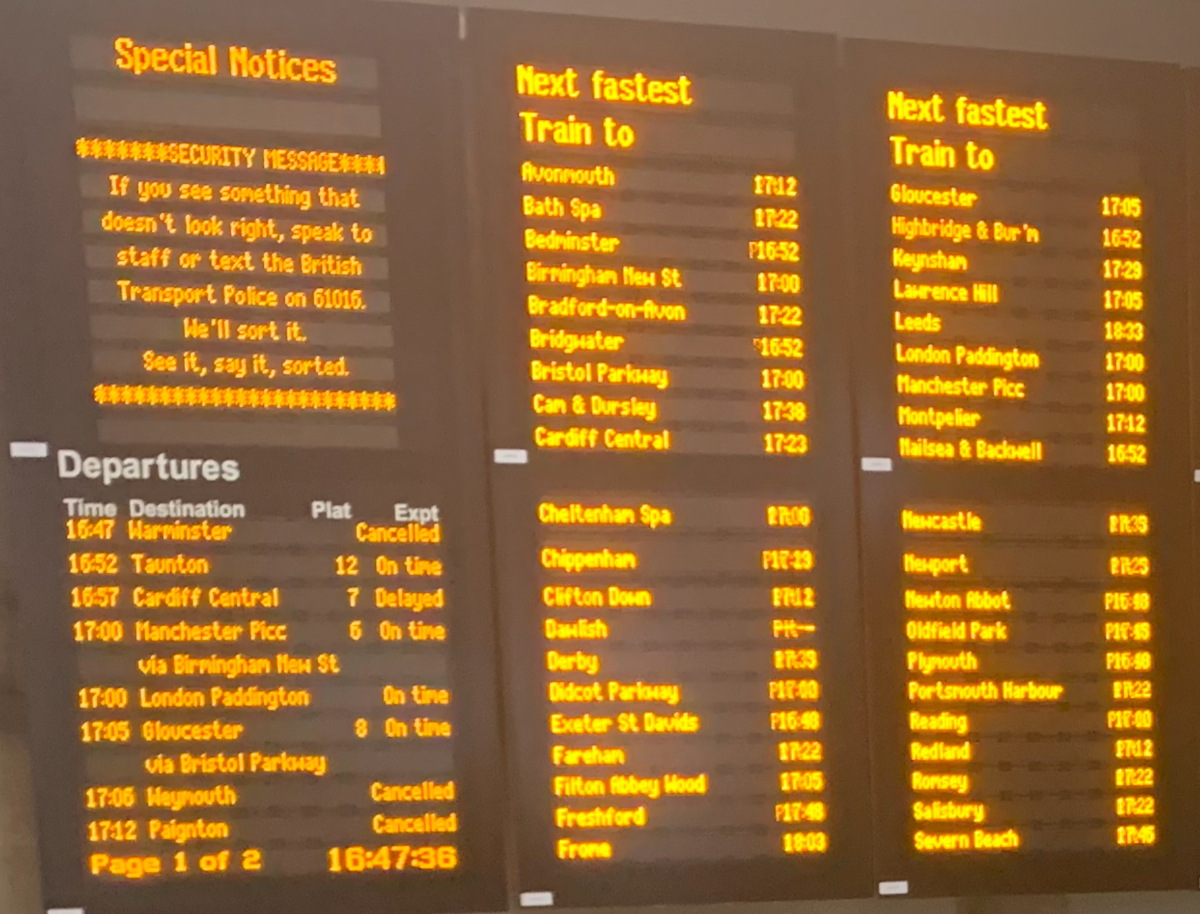 Special Notices
*******SECURITY MESSAGE****
If you see something that
doesn't look right, speak to
staff or text the British
Transport Police on 61016.
We'll sort it.
See it, say it, sorted.
***********************
Departures
Time Destination Plat Expt
16:47 Warminster Cancelled
16:52 Taunton 12 On time
16:57 Cardiff Central 7 Delayed
17:00 Manchester Picc 6 On time
via Birmingham New St
17:00 London Paddington On time
17:05 Gloucester 8 On time
via Bristol Parkway
17:06 Weymouth Cancelled
17:12 Paignton Cancelled
Page 1 of 2 16:47:36
Next fastest
Train to
Avonmouth 17:12
Bath Spa 17:22
Bedminster 16:52
Birmingham New St 17:00
Bradford-on-Avon 17:22
Bridgwater 16:52
Bristol Parkway 17:00
Cam & Dursley 17:38
Cardiff Central 17:23
Cheltenham Spa
Chippenham
Clifton Down 17:12
Dawlish
Derby
Didcot Parkway
Exeter St Davids
Fareham 17:22
Filton Abbey Wood 17:05
Freshford
Frome 18:03
Next fastest
Train to
Gloucester 17:05
Highbridge & Bur'm 16:52
Keynsham 17:29
Lawrence Hill 17:05
Leeds 18:33
London Paddington 17:00
Manchester Picc 17:00
Montpelier 17:12
Nailsea & Backwell 16:52
Newcastle
Newport
Newton Abbot
Oldfield Park
Plymouth
Portsmouth Harbour 17:22
Reading
Redland 17:12
Romsey 17:22
Salisbury 17:22
Severn Beach